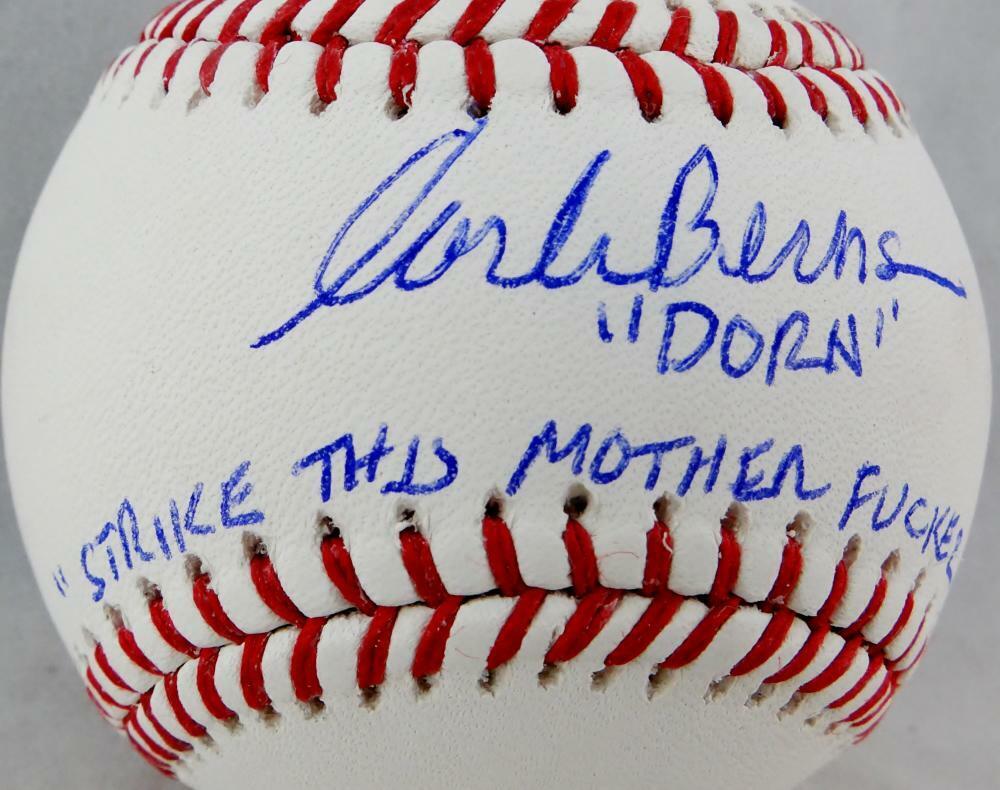 Corbin Bernsen
"DORN"
"STRIKE THIS MOTHER FUCKER